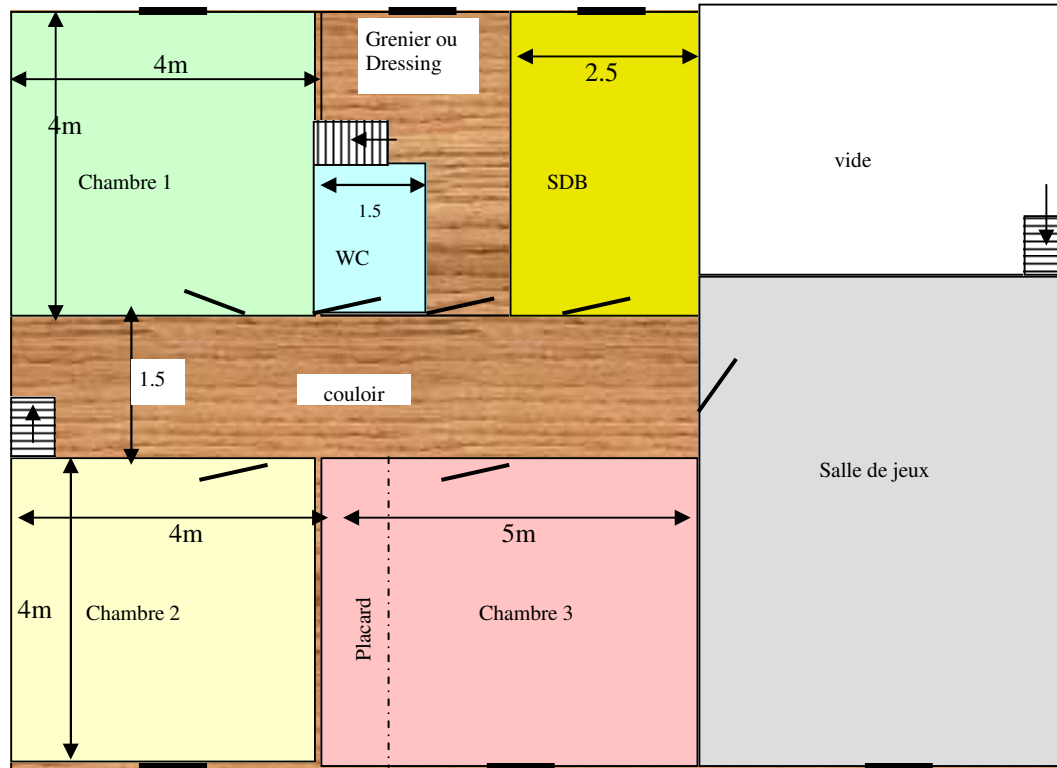 Grenier ou
Dressing
4m
2.5
4m
vide
Chambre 1
SDB
1.5
WC
1.5
couloir
Salle de jeux
4m
5m
4m
Chambre 2
Placard
Chambre 3